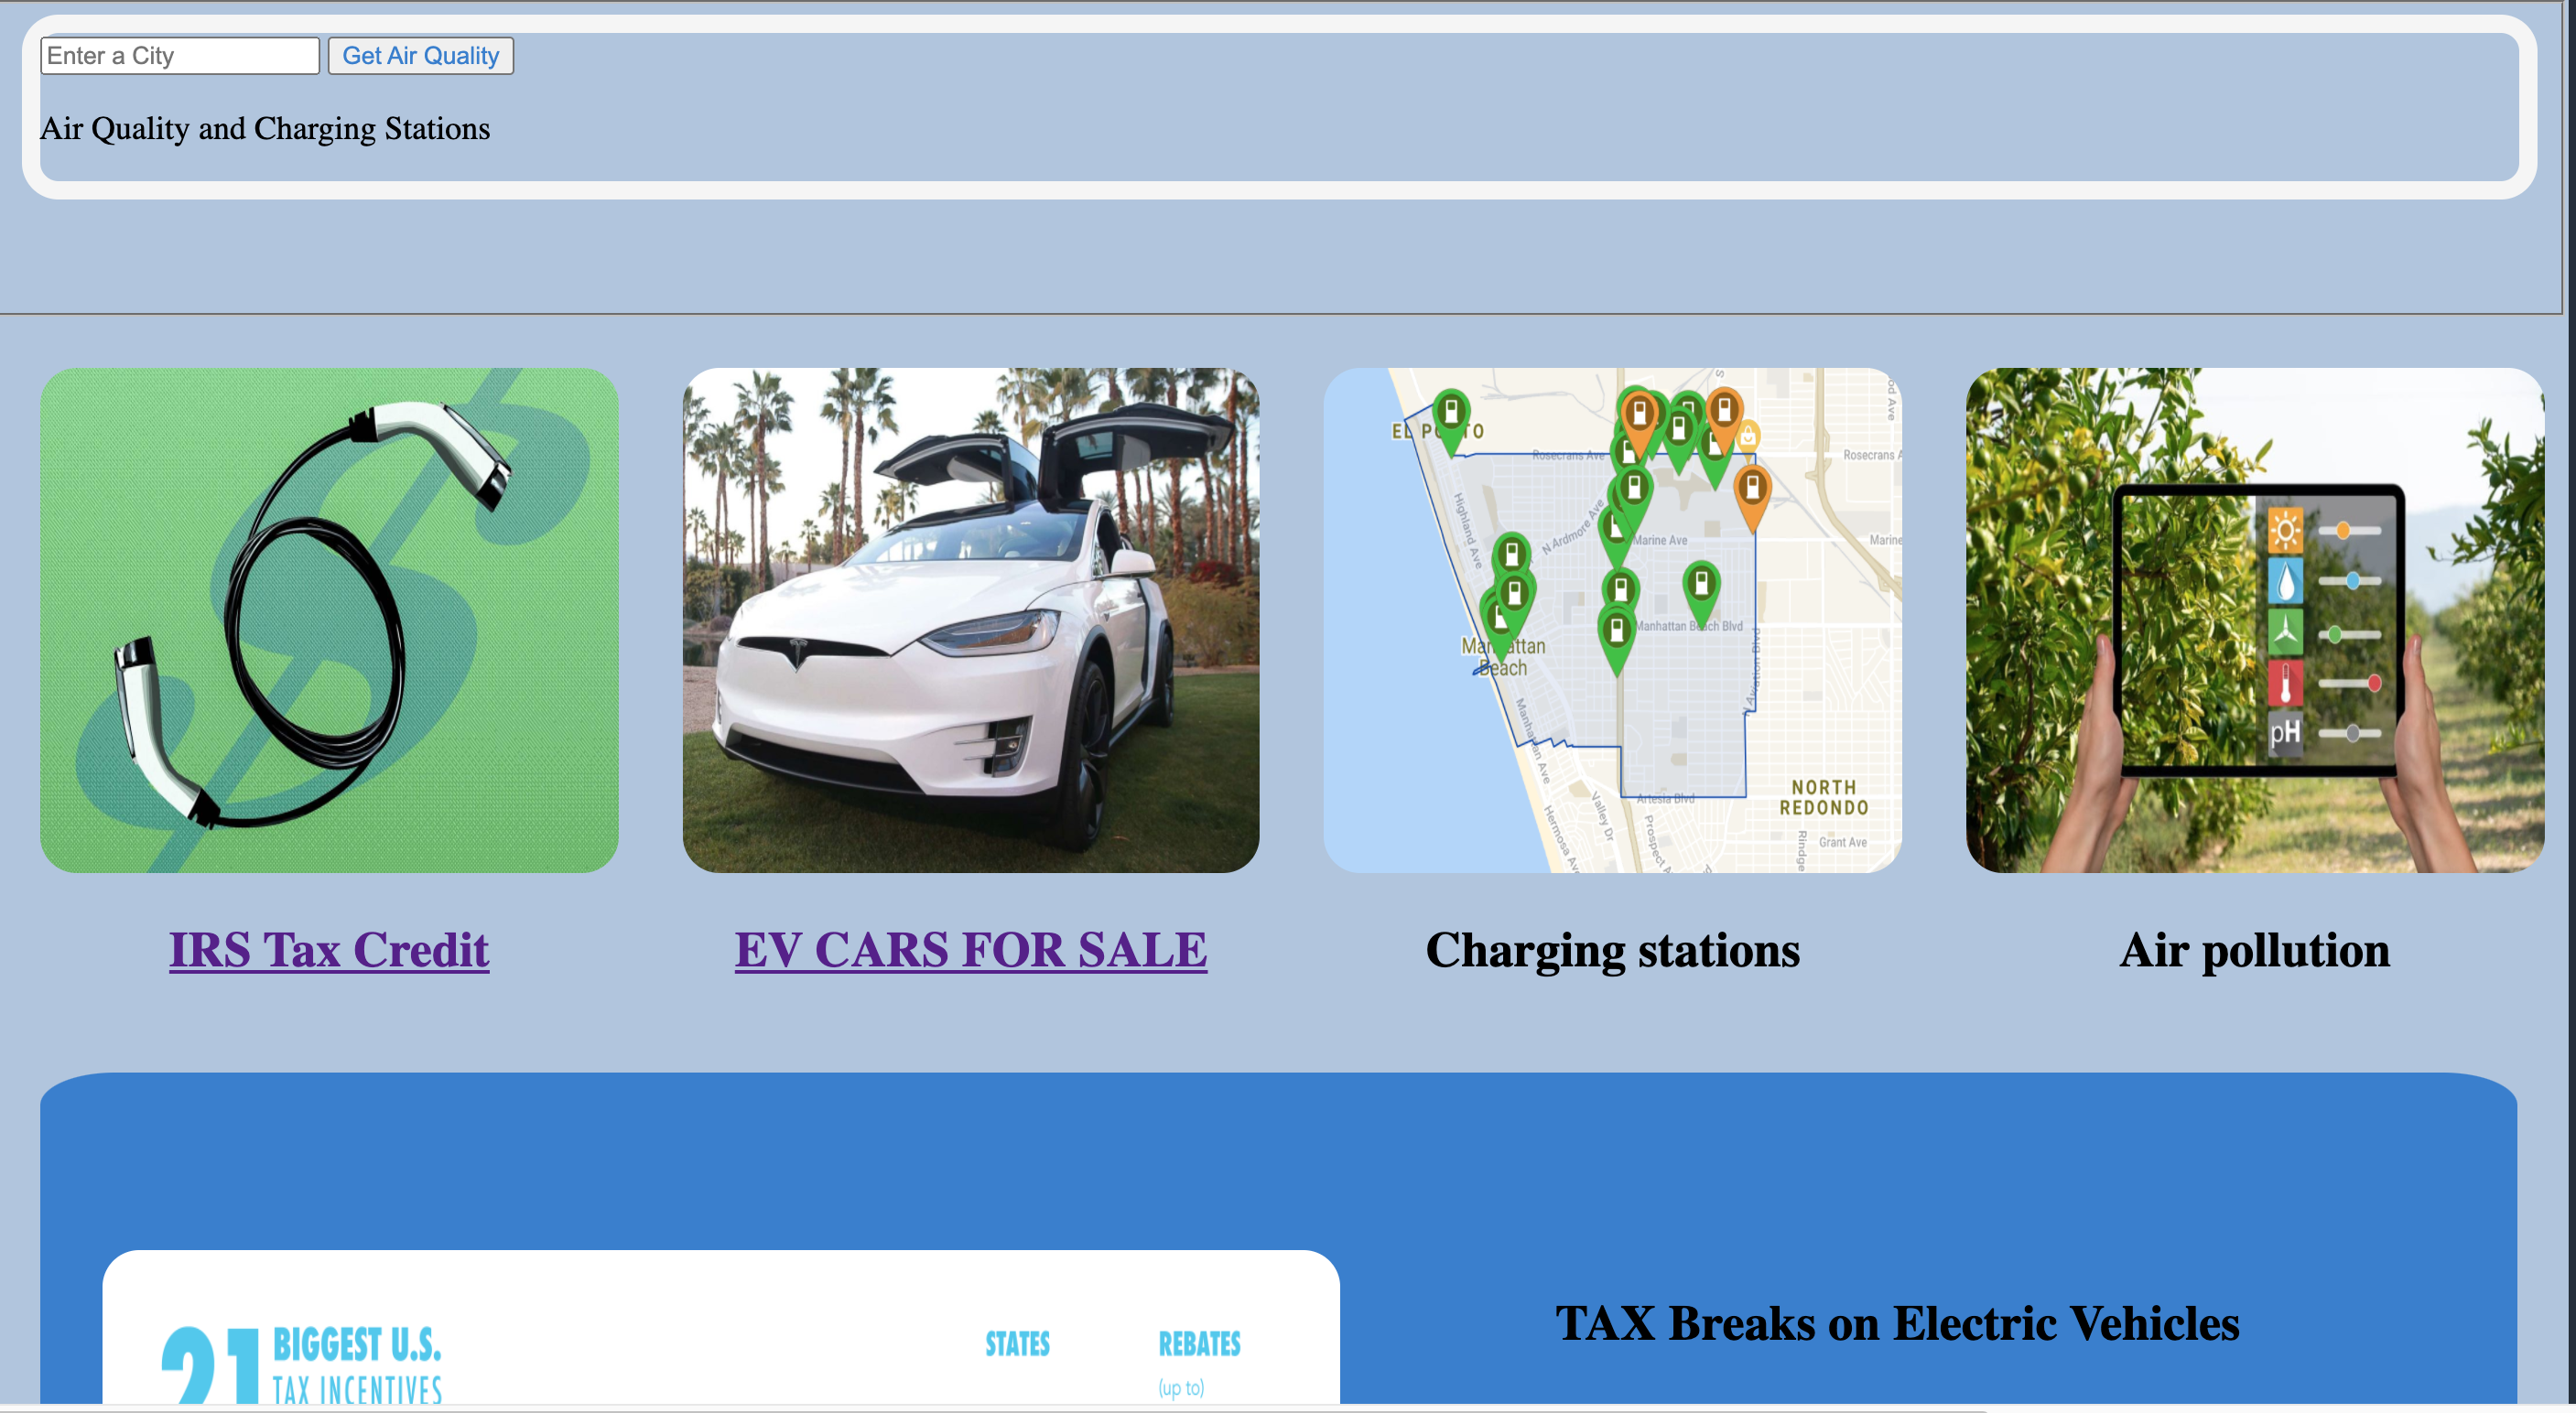 Enter a City
Get Air Quality
Air Quality and Charging Stations
EL PORTO
Rosecrans Ave
Rosecrans A
Highland Ave
N Ardmore Ave
Marine Ave
Marine
Manhattan Beach Blvd
Manhattan
Beach
N Aviation Blvd
Manhattan Ave
Artesia Blvd
NORTH
REDONDO
Valley Dr
Hermosa Ave
Prospect A
Grant Ave
Rindge
pH
IRS Tax Credit
EV CARS FOR SALE
Charging stations
Air pollution
21
BIGGEST U.S.
TAX INCENTIVES
STATES
REBATES
(up to)
TAX Breaks on Electric Vehicles